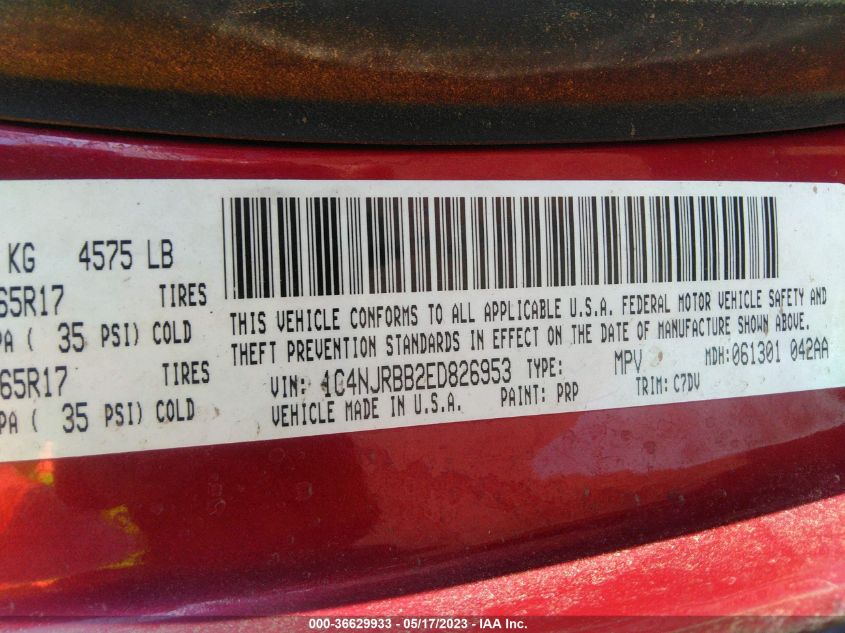 KG 4575 LB
65R17 TIRES
PA ( 35 PSI) COLD
65R17 TIRES
PA ( 35 PSI) COLD
THIS VEHICLE CONFORMS TO ALL APPLICABLE U.S.A. FEDERAL MOTOR VEHICLE SAFETY AND
THEFT PREVENTION STANDARDS IN EFFECT ON THE DATE OF MANUFACTURE SHOWN ABOVE.
VIN: 1C4NJRBB2ED826953 TYPE: MPV MDH:061301 042AA
VEHICLE MADE IN U.S.A. PAINT: PRP TRIM: C7DV
000-36629933 - 05/17/2023 - IAA Inc.